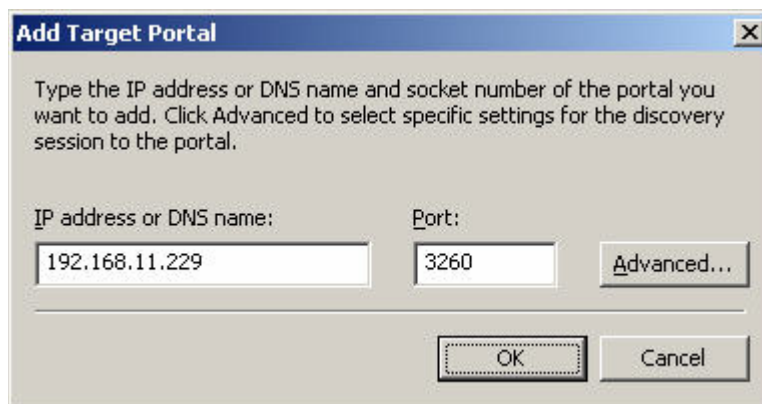 Add Target Portal
Type the IP address or DNS name and socket number of the portal you
want to add. Click Advanced to select specific settings for the discovery
session to the portal.
IP address or DNS name: Port:
192.168.11.229 3260 Advanced...
OK Cancel